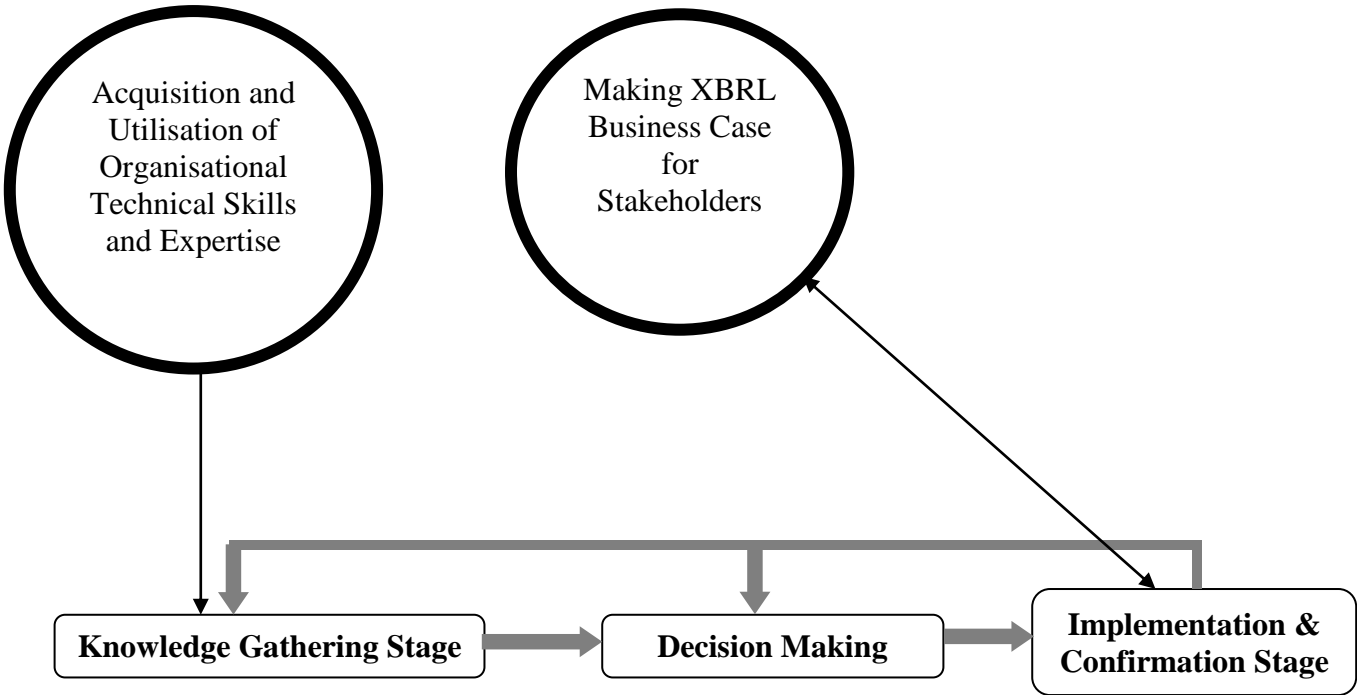 Acquisition and
Utilisation of
Organisational
Technical Skills
and Expertise
Making XBRL
Business Case
for
Stakeholders
Knowledge Gathering Stage
Decision Making
Implementation &
Confirmation Stage